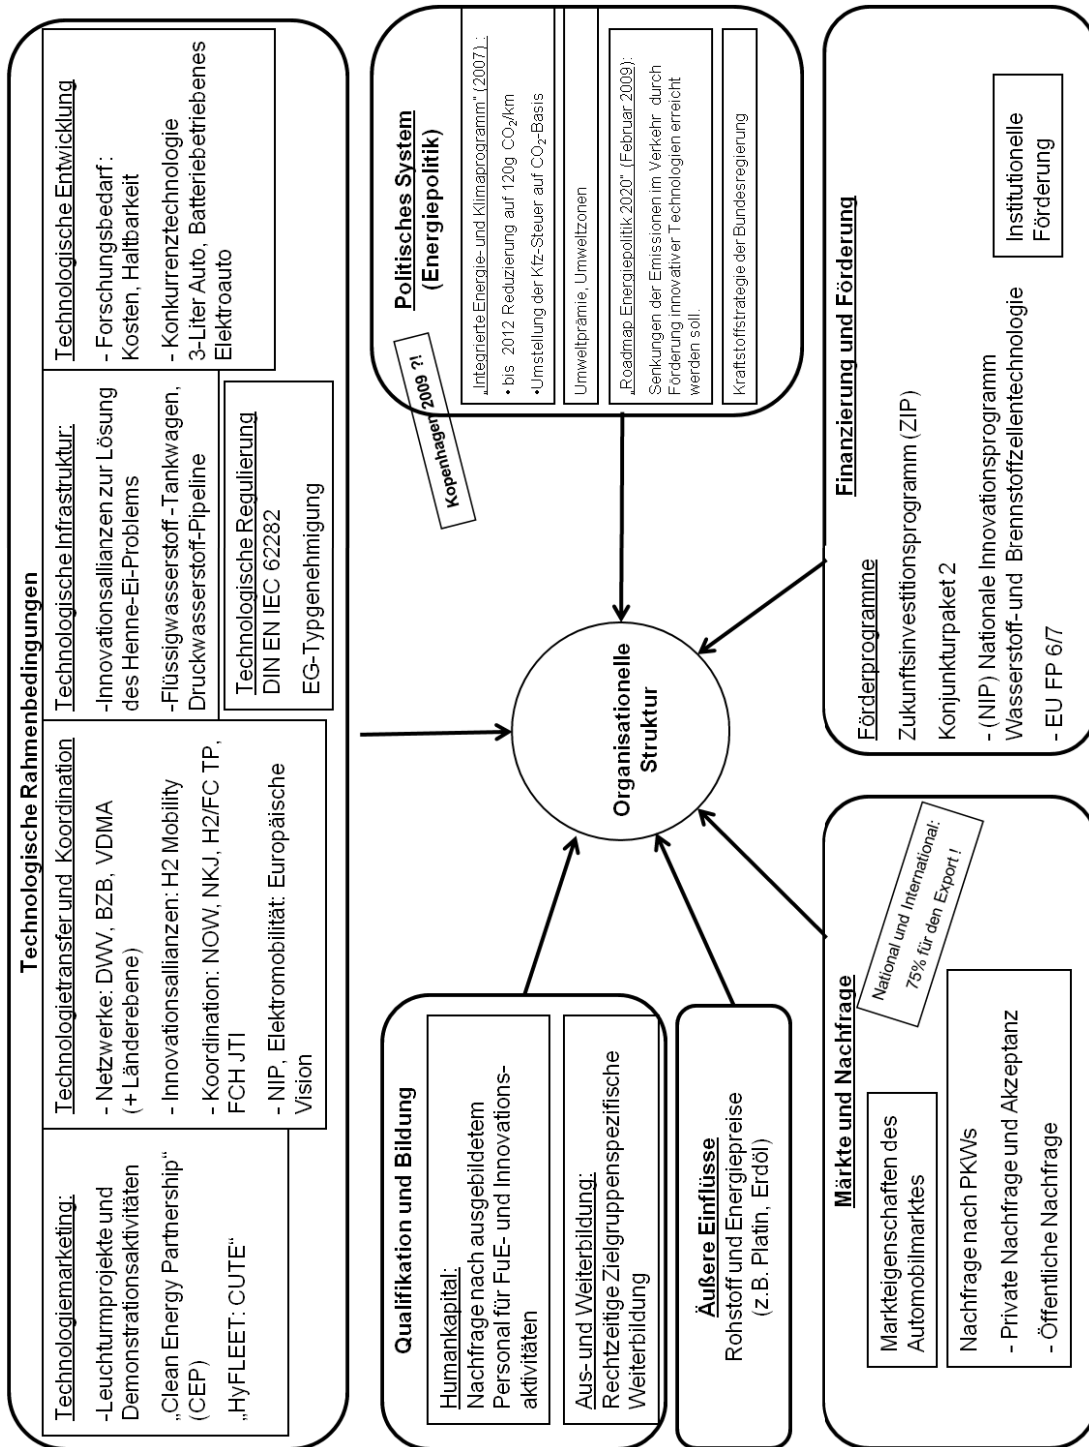 Technologische Rahmenbedingungen
Technologiemarketing:
-Leuchturmprojekte und
Demonstrationsaktivitäten
„Clean Energy Partnership“
(CEP)
„HyFLEET: CUTE“
Technologietransfer und Koordination
- Netzwerke: DWV, BZB, VDMA
(+ Länderebene)
- Innovationsallianzen: H2 Mobility
- Koordination: NOW, NKJ, H2/FC TP,
FCH JTI
- NIP, Elektromobilität: Europäische
Vision
Technologische Infrastruktur:
-Innovationsallianzen zur Lösung
des Henne-Ei-Problems
-Flüssigwasserstoff-Tankwagen,
Druckwasserstoff-Pipeline
Technologische Regulierung
DIN EN IEC 62282
EG-Typgenehmigung
Technologische Entwicklung
- Forschungsbedarf:
Kosten, Haltbarkeit
- Konkurrenztechnologie
3-Liter Auto, Batteriebetriebenes
Elektroauto
Qualifikation und Bildung
Humankapital:
Nachfrage nach ausgebildetem
Personal für FuE- und Innovations-
aktivitäten
Aus- und Weiterbildung:
Rechtzeitige Zielgruppenspezifische
Weiterbildung
Äußere Einflüsse
Rohstoff und Energiepreise
(z.B. Platin, Erdöl)
Organisationelle
Struktur
Kopenhagen 2009 ?!
Politisches System
(Energiepolitik)
„Integrierte Energie- und Klimaprogramm“ (2007) :
• bis 2012 Reduzierung auf 120g CO₂/km
•Umstellung der Kfz-Steuer auf CO₂-Basis
Umweltprämie, Umweltzonen
„Roadmap Energiepolitik 2020“ (Februar 2009):
Senkungen der Emissionen im Verkehr durch
Förderung innovativer Technologien erreicht
werden soll.
Kraftstoffstrategie der Bundesregierung
Märkte und Nachfrage
National und International:
75% für den Export !
Markteigenschaften des
Automobilmarktes
Nachfrage nach PKWs
- Private Nachfrage und Akzeptanz
- Öffentliche Nachfrage
Finanzierung und Förderung
Förderprogramme
Zukunftsinvestitionsprogramm (ZIP)
Konjunkturpaket 2
- (NIP) Nationale Innovationsprogramm
Wasserstoff- und Brennstoffzellentechnologie
- EU FP 6/7
Institutionelle
Förderung